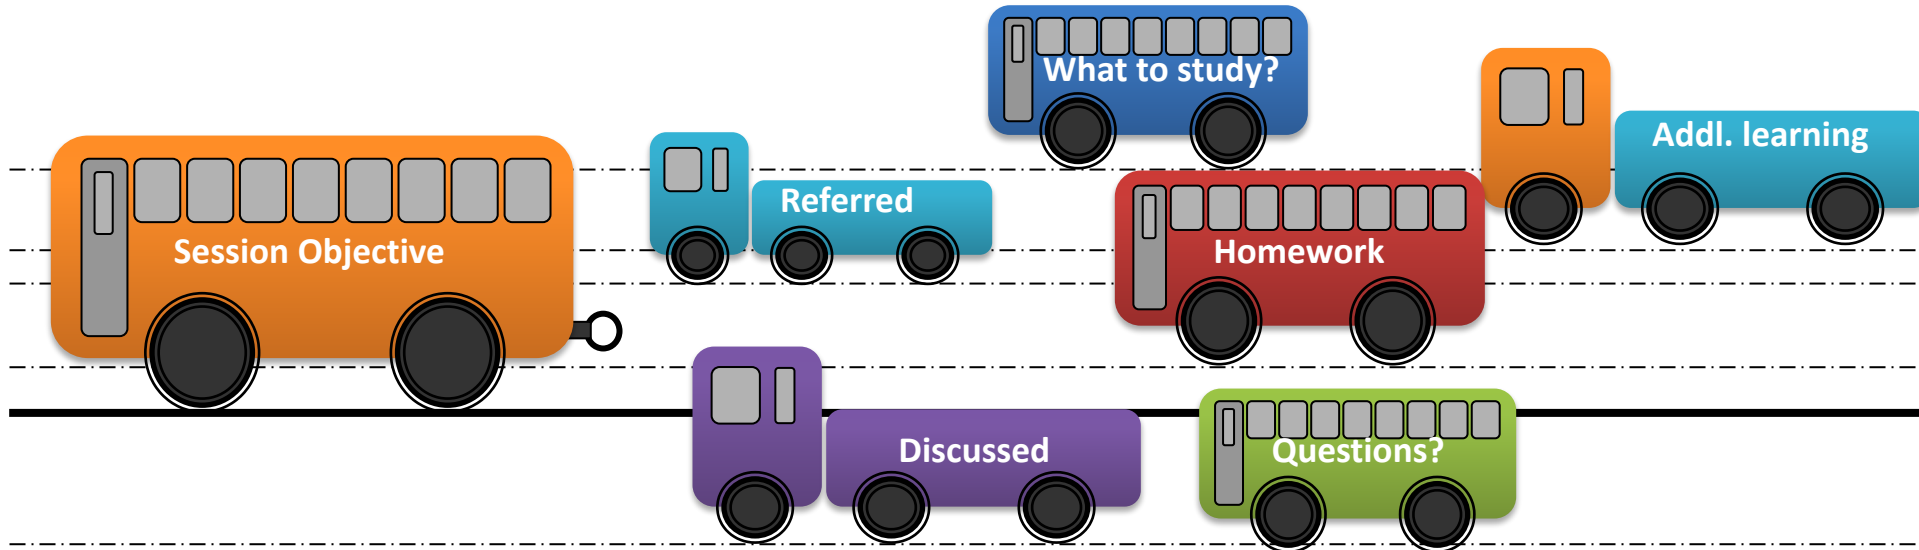 What to study?
Addl. learning
Referred
Session Objective
Homework
Discussed
Questions?